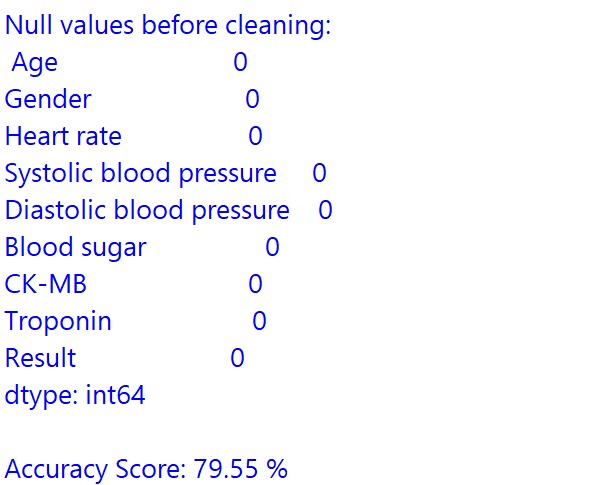 Null values before cleaning:
Age 0
Gender 0
Heart rate 0
Systolic blood pressure 0
Diastolic blood pressure 0
Blood sugar 0
CK-MB 0
Troponin 0
Result 0
dtype: int64
Accuracy Score: 79.55 %